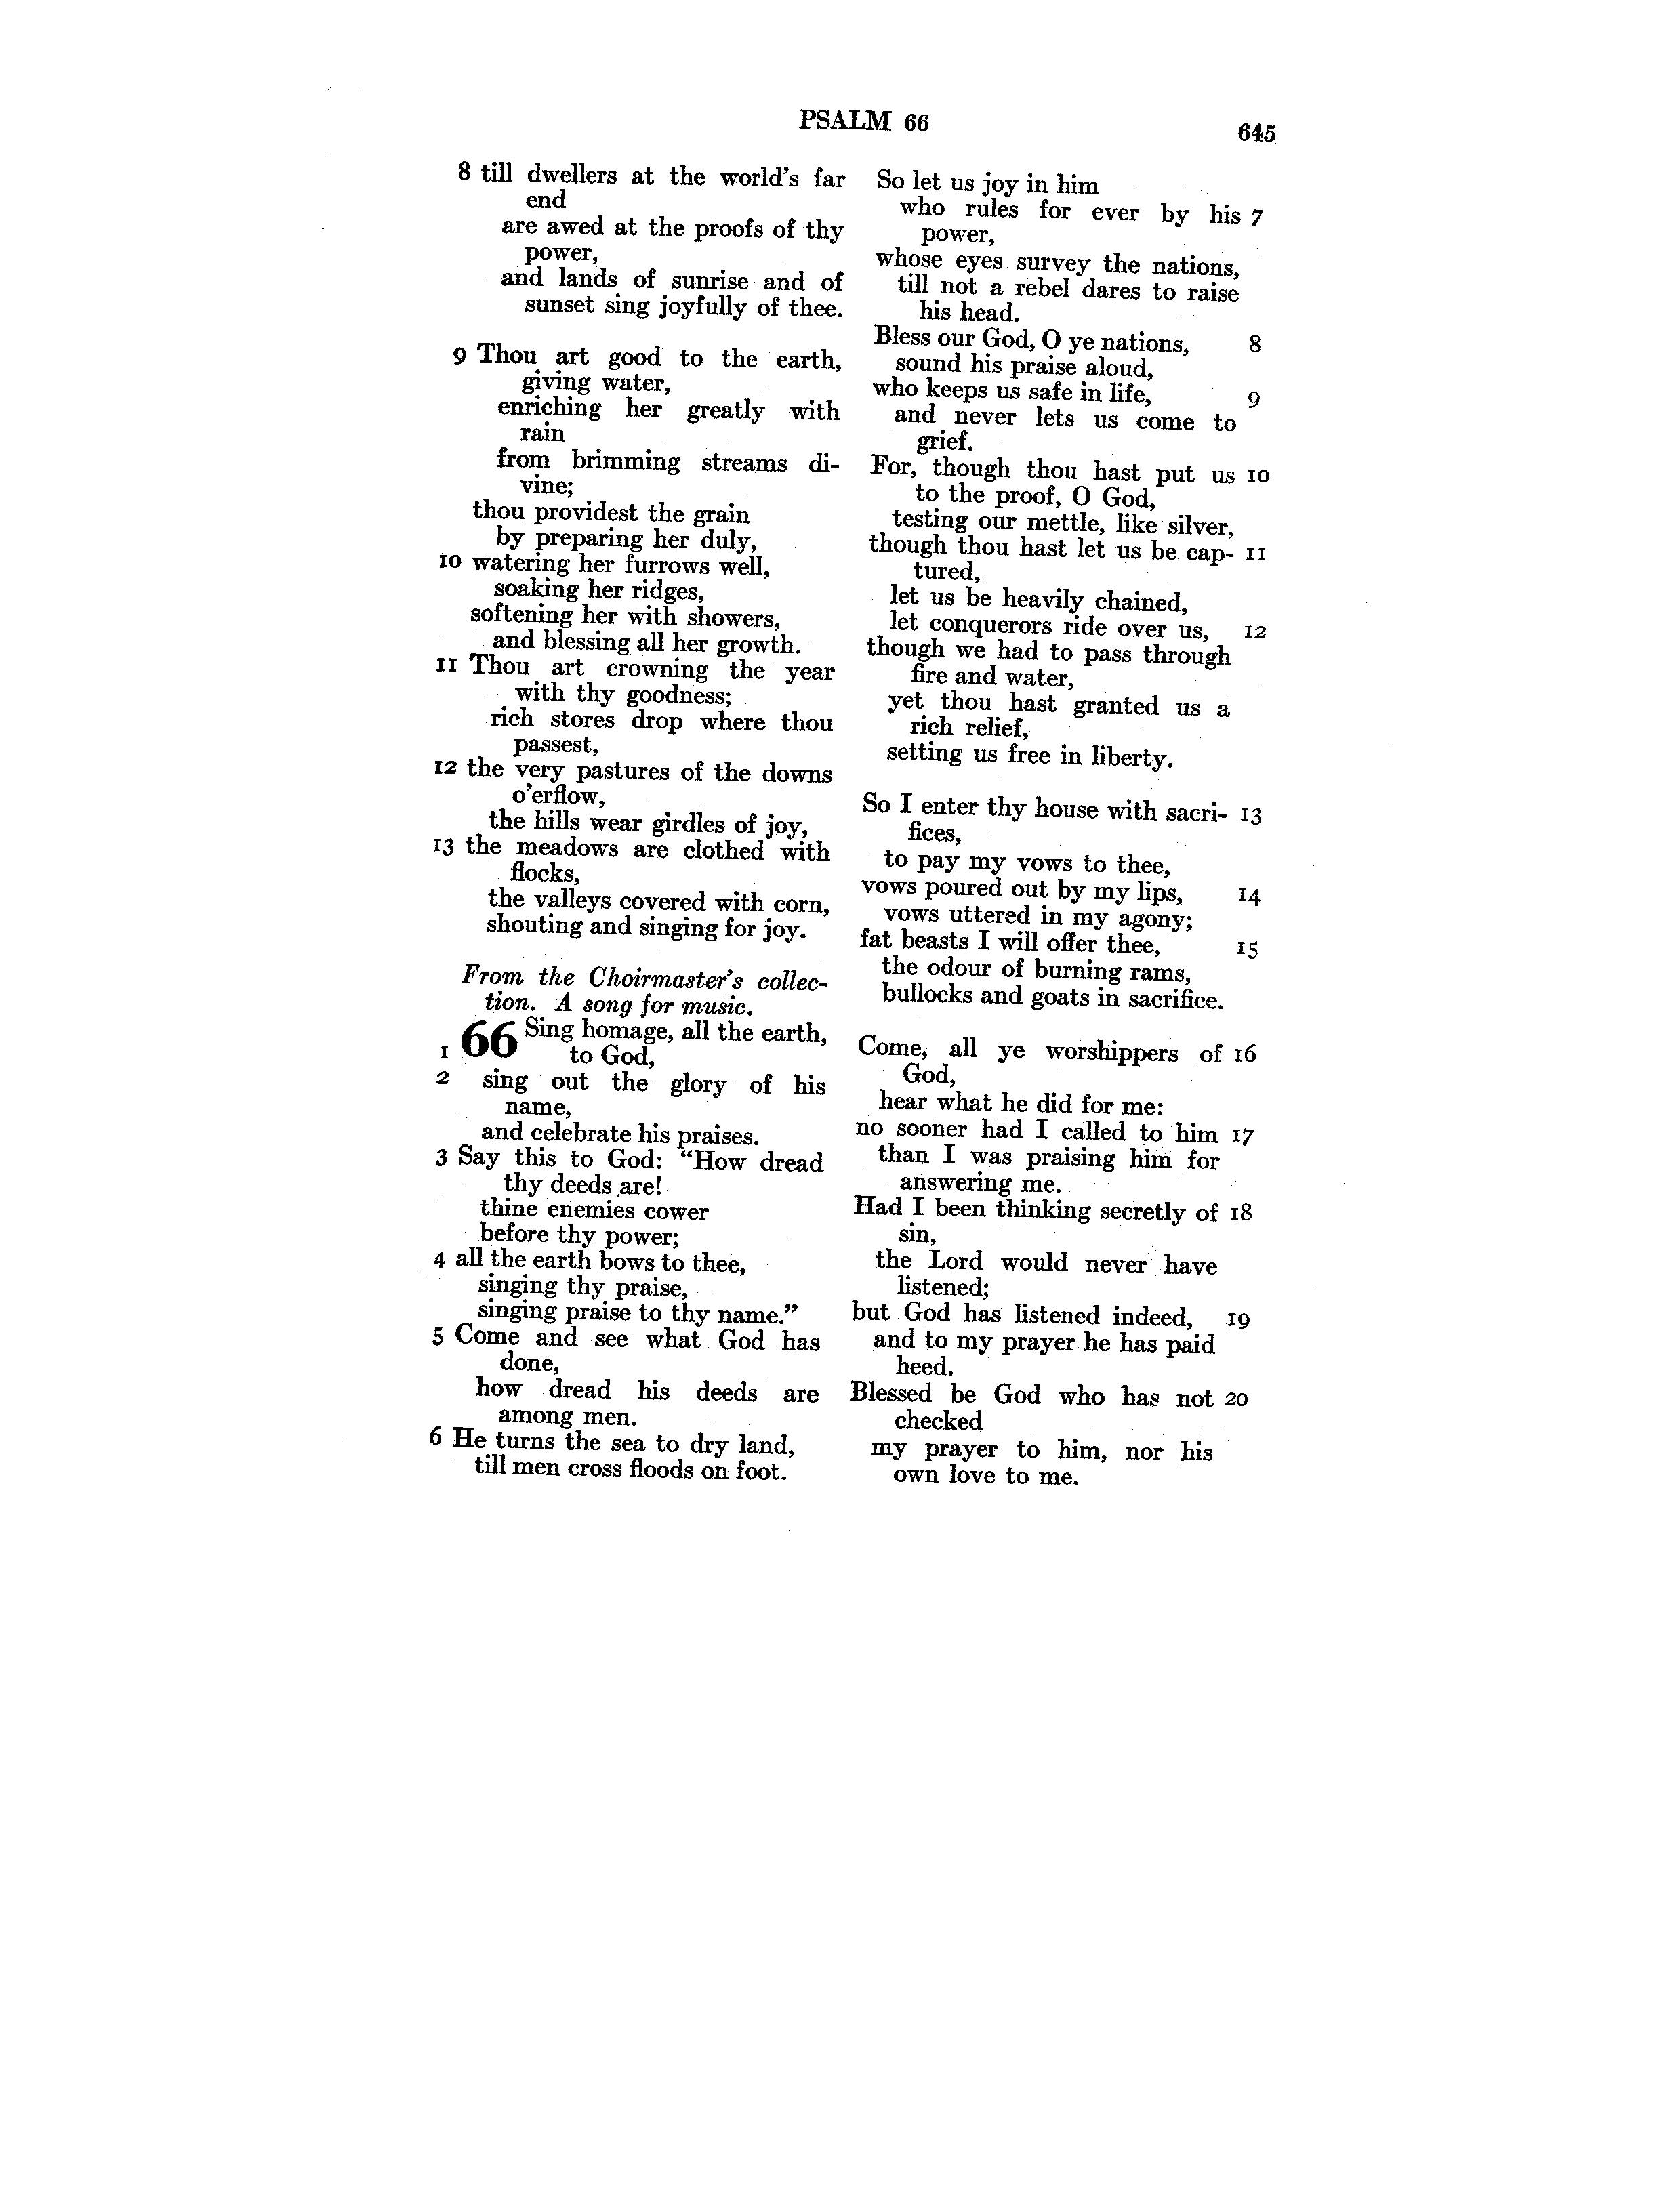 PSALM 66
645
8 till dwellers at the world's far
end
are awed at the proofs of thy
power,
and lands of sunrise and of
sunset sing joyfully of thee.
9 Thou art good to the earth,
giving water,
enriching her greatly with
rain
from brimming streams di-
vine;
thou providest the grain
by preparing her duly,
10 watering her furrows well,
soaking her ridges,
softening her with showers,
and blessing all her growth.
11 Thou art crowning the year
with thy goodness;
rich stores drop where thou
passest,
12 the very pastures of the downs
o'erflow,
the hills wear girdles of joy,
13 the meadows are clothed with
flocks,
the valleys covered with corn,
shouting and singing for joy.
From the Choirmaster's collec-
tion. A song for music.
66 Sing homage, all the earth,
1 to God,
2 sing out the glory of his
name,
and celebrate his praises.
3 Say this to God: "How dread
thy deeds are!
thine enemies cower
before thy power;
4 all the earth bows to thee,
singing thy praise,
singing praise to thy name."
5 Come and see what God has
done,
how dread his deeds are
among men.
6 He turns the sea to dry land,
till men cross floods on foot.
So let us joy in him
who rules for ever by his 7
power,
whose eyes survey the nations,
till not a rebel dares to raise
his head.
Bless our God, O ye nations, 8
sound his praise aloud,
who keeps us safe in life, 9
and never lets us come to
grief.
For, though thou hast put us 10
to the proof, O God,
testing our mettle, like silver,
though thou hast let us be cap- 11
tured,
let us be heavily chained,
let conquerors ride over us, 12
though we had to pass through
fire and water,
yet thou hast granted us a
rich relief,
setting us free in liberty.
So I enter thy house with sacri- 13
fices,
to pay my vows to thee,
vows poured out by my lips, 14
vows uttered in my agony;
fat beasts I will offer thee, 15
the odour of burning rams,
bullocks and goats in sacrifice.
Come, all ye worshippers of 16
God,
hear what he did for me:
no sooner had I called to him 17
than I was praising him for
answering me.
Had I been thinking secretly of 18
sin,
the Lord would never have
listened;
but God has listened indeed, 19
and to my prayer he has paid
heed.
Blessed be God who has not 20
checked
my prayer to him, nor his
own love to me.